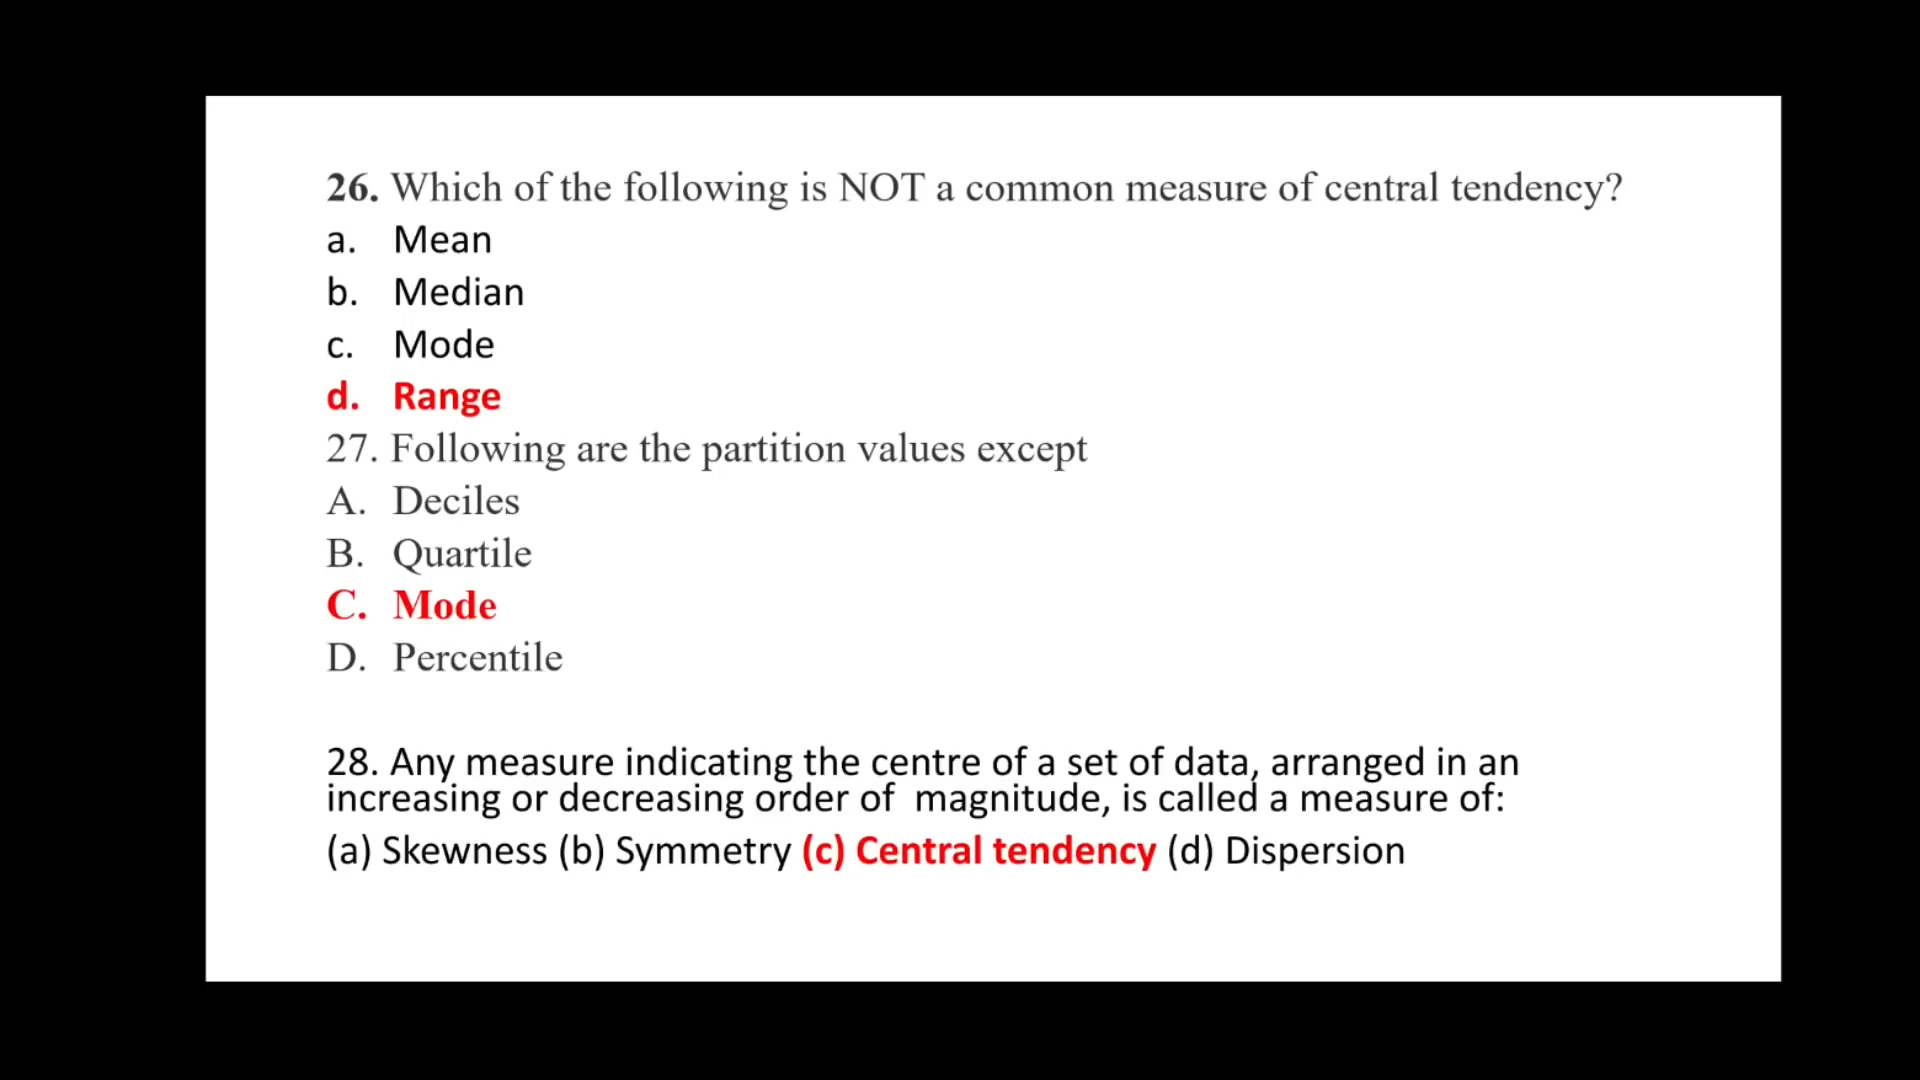 26. Which of the following is NOT a common measure of central tendency?
a. Mean
b. Median
c. Mode
d. Range
27. Following are the partition values except
A. Deciles
B. Quartile
C. Mode
D. Percentile
28. Any measure indicating the centre of a set of data, arranged in an
increasing or decreasing order of magnitude, is called a measure of:
(a) Skewness (b) Symmetry (c) Central tendency (d) Dispersion